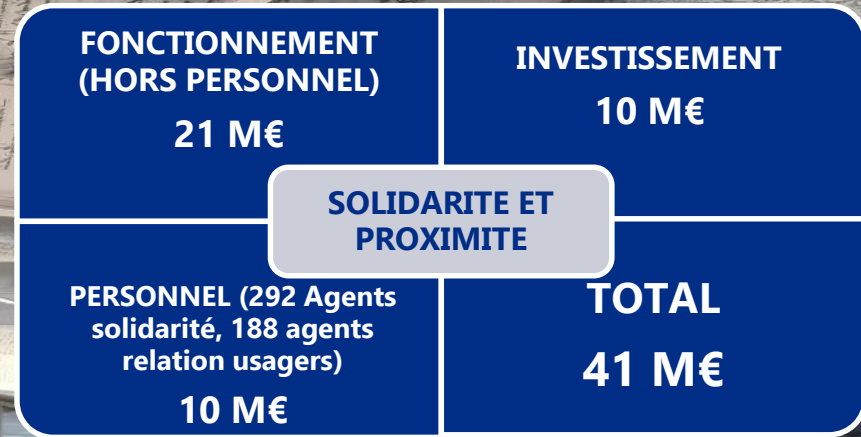 FONCTIONNEMENT
(HORS PERSONNEL)
21 M€
INVESTISSEMENT
10 M€
SOLIDARITE ET
PROXIMITE
PERSONNEL (292 Agents
solidarité, 188 agents
relation usagers)
10 M€
TOTAL
41 M€